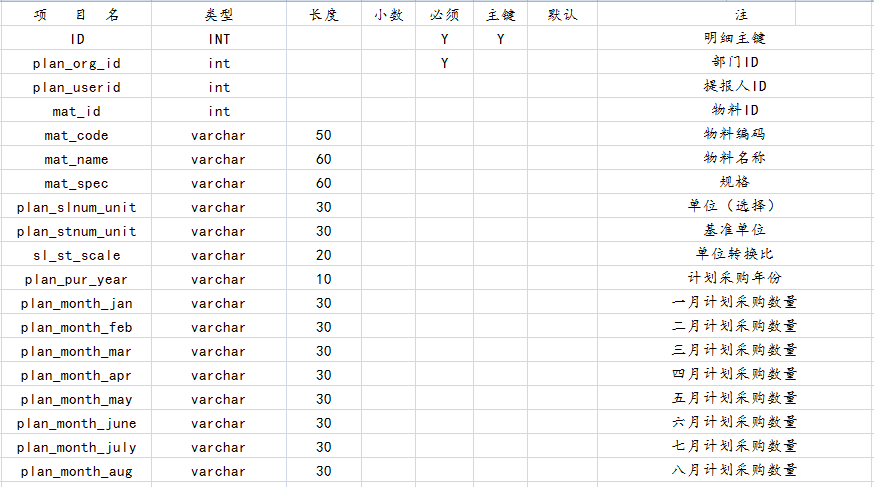 项 目 名 类型 长度 小数 必须 主键 默认 注
ID INT Y Y 明细主键
plan_org_id int Y 部门ID
plan_userid int 提报人ID
mat_id int 物料ID
mat_code varchar 50 物料编码
mat_name varchar 60 物料名称
mat_spec varchar 60 规格
plan_slnum_unit varchar 30 单位（选择）
plan_stnum_unit varchar 30 基准单位
sl_st_scale varchar 20 单位转换比
plan_pur_year varchar 10 计划采购年份
plan_month_jan varchar 30 一月计划采购数量
plan_month_feb varchar 30 二月计划采购数量
plan_month_mar varchar 30 三月计划采购数量
plan_month_apr varchar 30 四月计划采购数量
plan_month_may varchar 30 五月计划采购数量
plan_month_june varchar 30 六月计划采购数量
plan_month_july varchar 30 七月计划采购数量
plan_month_aug varchar 30 八月计划采购数量